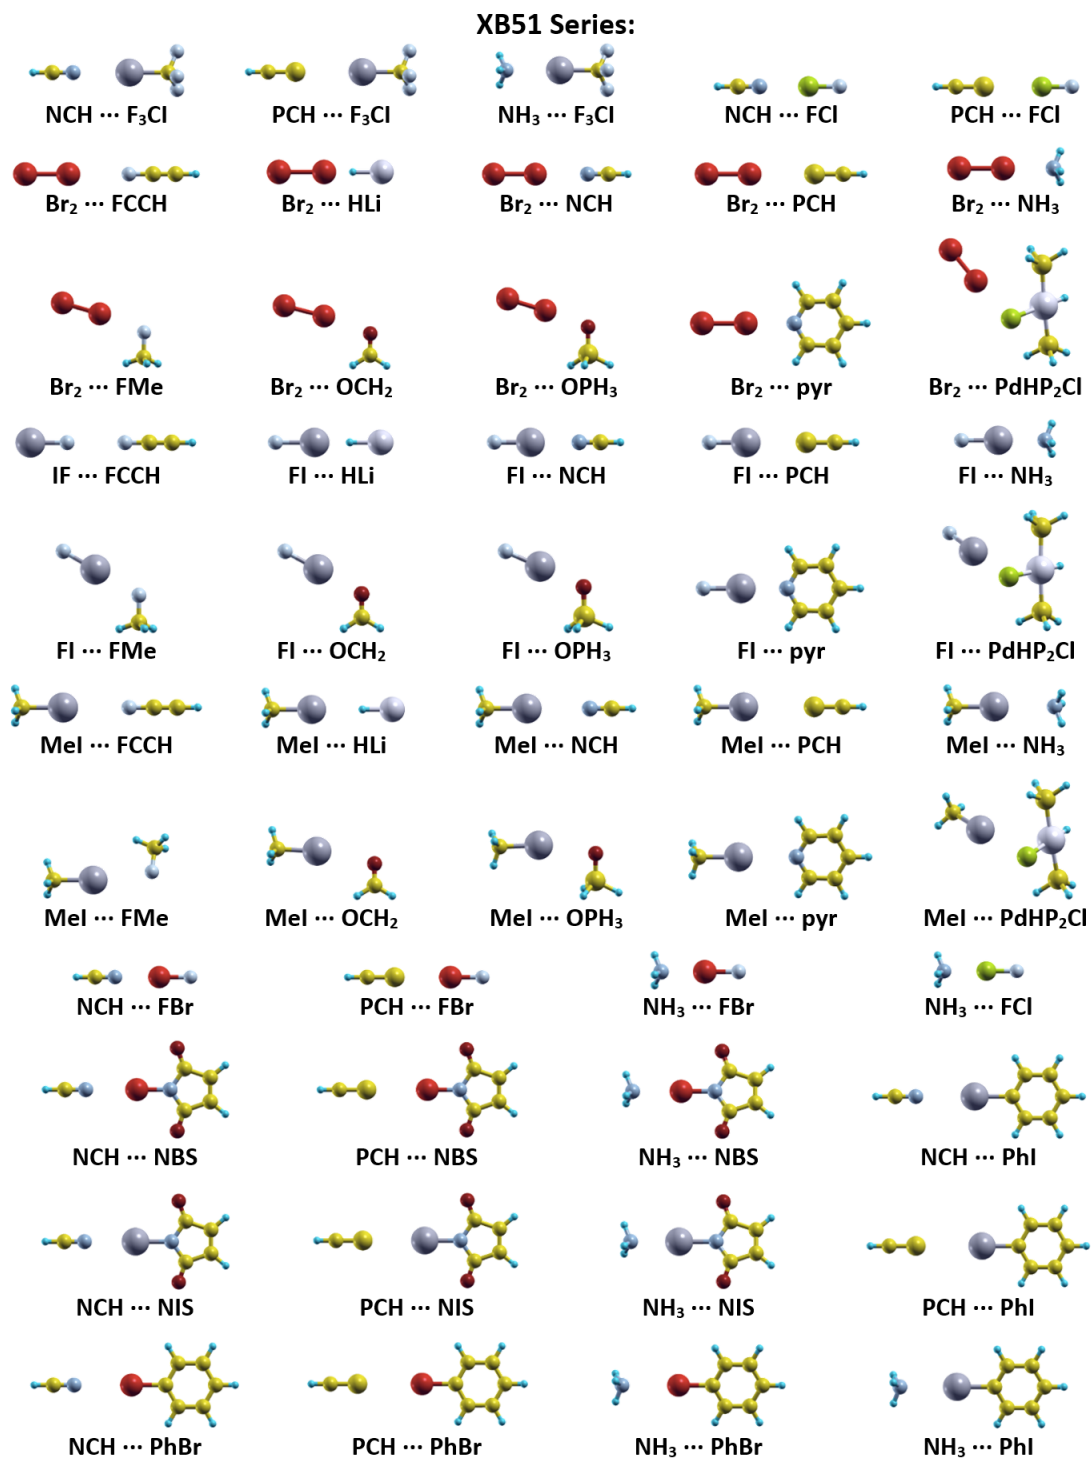 XB51 Series:
NCH ··· F₃Cl PCH ··· F₃Cl NH₃ ··· F₃Cl NCH ··· FCl PCH ··· FCl
Br₂ ··· FCCH Br₂ ··· HLi Br₂ ··· NCH Br₂ ··· PCH Br₂ ··· NH₃
Br₂ ··· FMe Br₂ ··· OCH₂ Br₂ ··· OPH₃ Br₂ ··· pyr Br₂ ··· PdHP₂Cl
IF ··· FCCH FI ··· HLi FI ··· NCH FI ··· PCH FI ··· NH₃
FI ··· FMe FI ··· OCH₂ FI ··· OPH₃ FI ··· pyr FI ··· PdHP₂Cl
MeI ··· FCCH MeI ··· HLi MeI ··· NCH MeI ··· PCH MeI ··· NH₃
MeI ··· FMe MeI ··· OCH₂ MeI ··· OPH₃ MeI ··· pyr MeI ··· PdHP₂Cl
NCH ··· FBr PCH ··· FBr NH₃ ··· FBr NH₃ ··· FCl
NCH ··· NBS PCH ··· NBS NH₃ ··· NBS NCH ··· PhI
NCH ··· NIS PCH ··· NIS NH₃ ··· NIS PCH ··· PhI
NCH ··· PhBr PCH ··· PhBr NH₃ ··· PhBr NH₃ ··· PhI